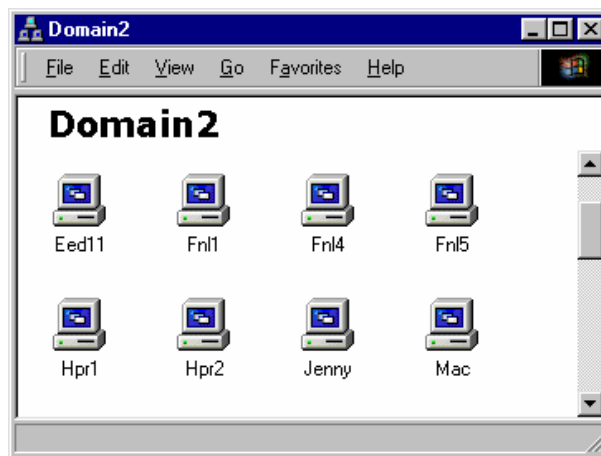 Domain2
File Edit View Go Favorites Help
Domain2
Eed11 Fnl1 Fnl4 Fnl5
Hpr1 Hpr2 Jenny Mac